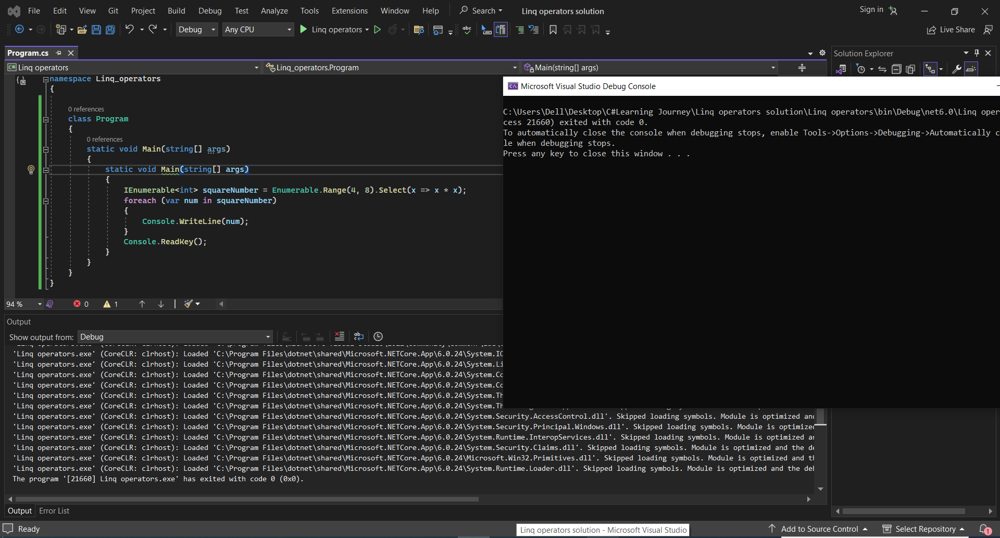 File Edit View Git Project Build Debug Test Analyze Tools Extensions Window Help Search Linq operators solution Sign in
Debug Any CPU Linq operators Live Share
Program.cs
Linq operators Linq_operators.Program Main(string[] args)
namespace Linq_operators
{
0 references
class Program
{
0 references
static void Main(string[] args)
{
static void Main(string[] args)
{
IEnumerable<int> squareNumber = Enumerable.Range(4, 8).Select(x => x * x);
foreach (var num in squareNumber)
{
Console.WriteLine(num);
}
Console.ReadKey();
}
}
}
}
94 % 0 1
Solution Explorer
Microsoft Visual Studio Debug Console
C:\Users\Dell\Desktop\C#Learning Journey\Linq operators solution\Linq operators\bin\Debug\net6.0\Linq oper
cess 21660) exited with code 0.
To automatically close the console when debugging stops, enable Tools->Options->Debugging->Automatically c
le when debugging stops.
Press any key to close this window . . .
Output
Show output from: Debug
'Linq operators.exe' (CoreCLR: clrhost): Loaded 'C:\Program Files\dotnet\shared\Microsoft.NETCore.App\6.0.24\System.IO
'Linq operators.exe' (CoreCLR: clrhost): Loaded 'C:\Program Files\dotnet\shared\Microsoft.NETCore.App\6.0.24\System.Li
'Linq operators.exe' (CoreCLR: clrhost): Loaded 'C:\Program Files\dotnet\shared\Microsoft.NETCore.App\6.0.24\System.Co
'Linq operators.exe' (CoreCLR: clrhost): Loaded 'C:\Program Files\dotnet\shared\Microsoft.NETCore.App\6.0.24\System.Co
'Linq operators.exe' (CoreCLR: clrhost): Loaded 'C:\Program Files\dotnet\shared\Microsoft.NETCore.App\6.0.24\System.Th
'Linq operators.exe' (CoreCLR: clrhost): Loaded 'C:\Program Files\dotnet\shared\Microsoft.NETCore.App\6.0.24\System.Th
'Linq operators.exe' (CoreCLR: clrhost): Loaded 'C:\Program Files\dotnet\shared\Microsoft.NETCore.App\6.0.24\System.Security.AccessControl.dll'. Skipped loading symbols. Module is optimized and
'Linq operators.exe' (CoreCLR: clrhost): Loaded 'C:\Program Files\dotnet\shared\Microsoft.NETCore.App\6.0.24\System.Security.Principal.Windows.dll'. Skipped loading symbols. Module is optimized
'Linq operators.exe' (CoreCLR: clrhost): Loaded 'C:\Program Files\dotnet\shared\Microsoft.NETCore.App\6.0.24\System.Runtime.InteropServices.dll'. Skipped loading symbols. Module is optimized an
'Linq operators.exe' (CoreCLR: clrhost): Loaded 'C:\Program Files\dotnet\shared\Microsoft.NETCore.App\6.0.24\System.Security.Claims.dll'. Skipped loading symbols. Module is optimized and the de
'Linq operators.exe' (CoreCLR: clrhost): Loaded 'C:\Program Files\dotnet\shared\Microsoft.NETCore.App\6.0.24\Microsoft.Win32.Primitives.dll'. Skipped loading symbols. Module is optimized and th
'Linq operators.exe' (CoreCLR: clrhost): Loaded 'C:\Program Files\dotnet\shared\Microsoft.NETCore.App\6.0.24\System.Runtime.Loader.dll'. Skipped loading symbols. Module is optimized and the deb
The program '[21660] Linq operators.exe' has exited with code 0 (0x0).
Output Error List
Ready Linq operators solution - Microsoft Visual Studio Add to Source Control Select Repository 1